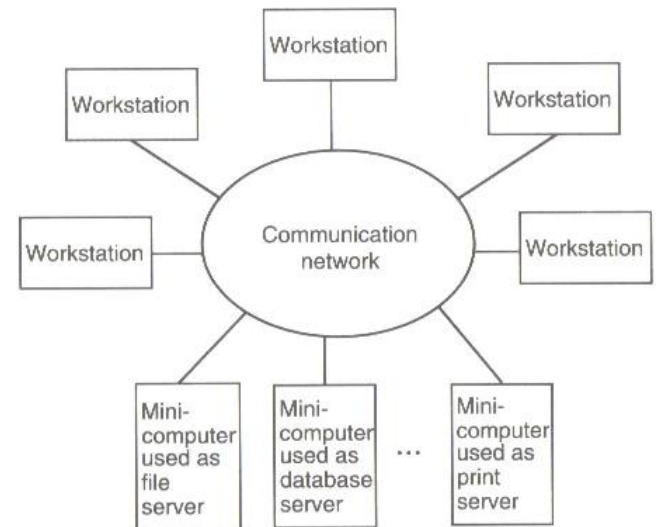 Workstation
Workstation
Workstation
Workstation
Communication
network
Workstation
Mini-
computer
used as
file
server
Mini-
computer
used as
database
server
...
Mini-
computer
used as
print
server